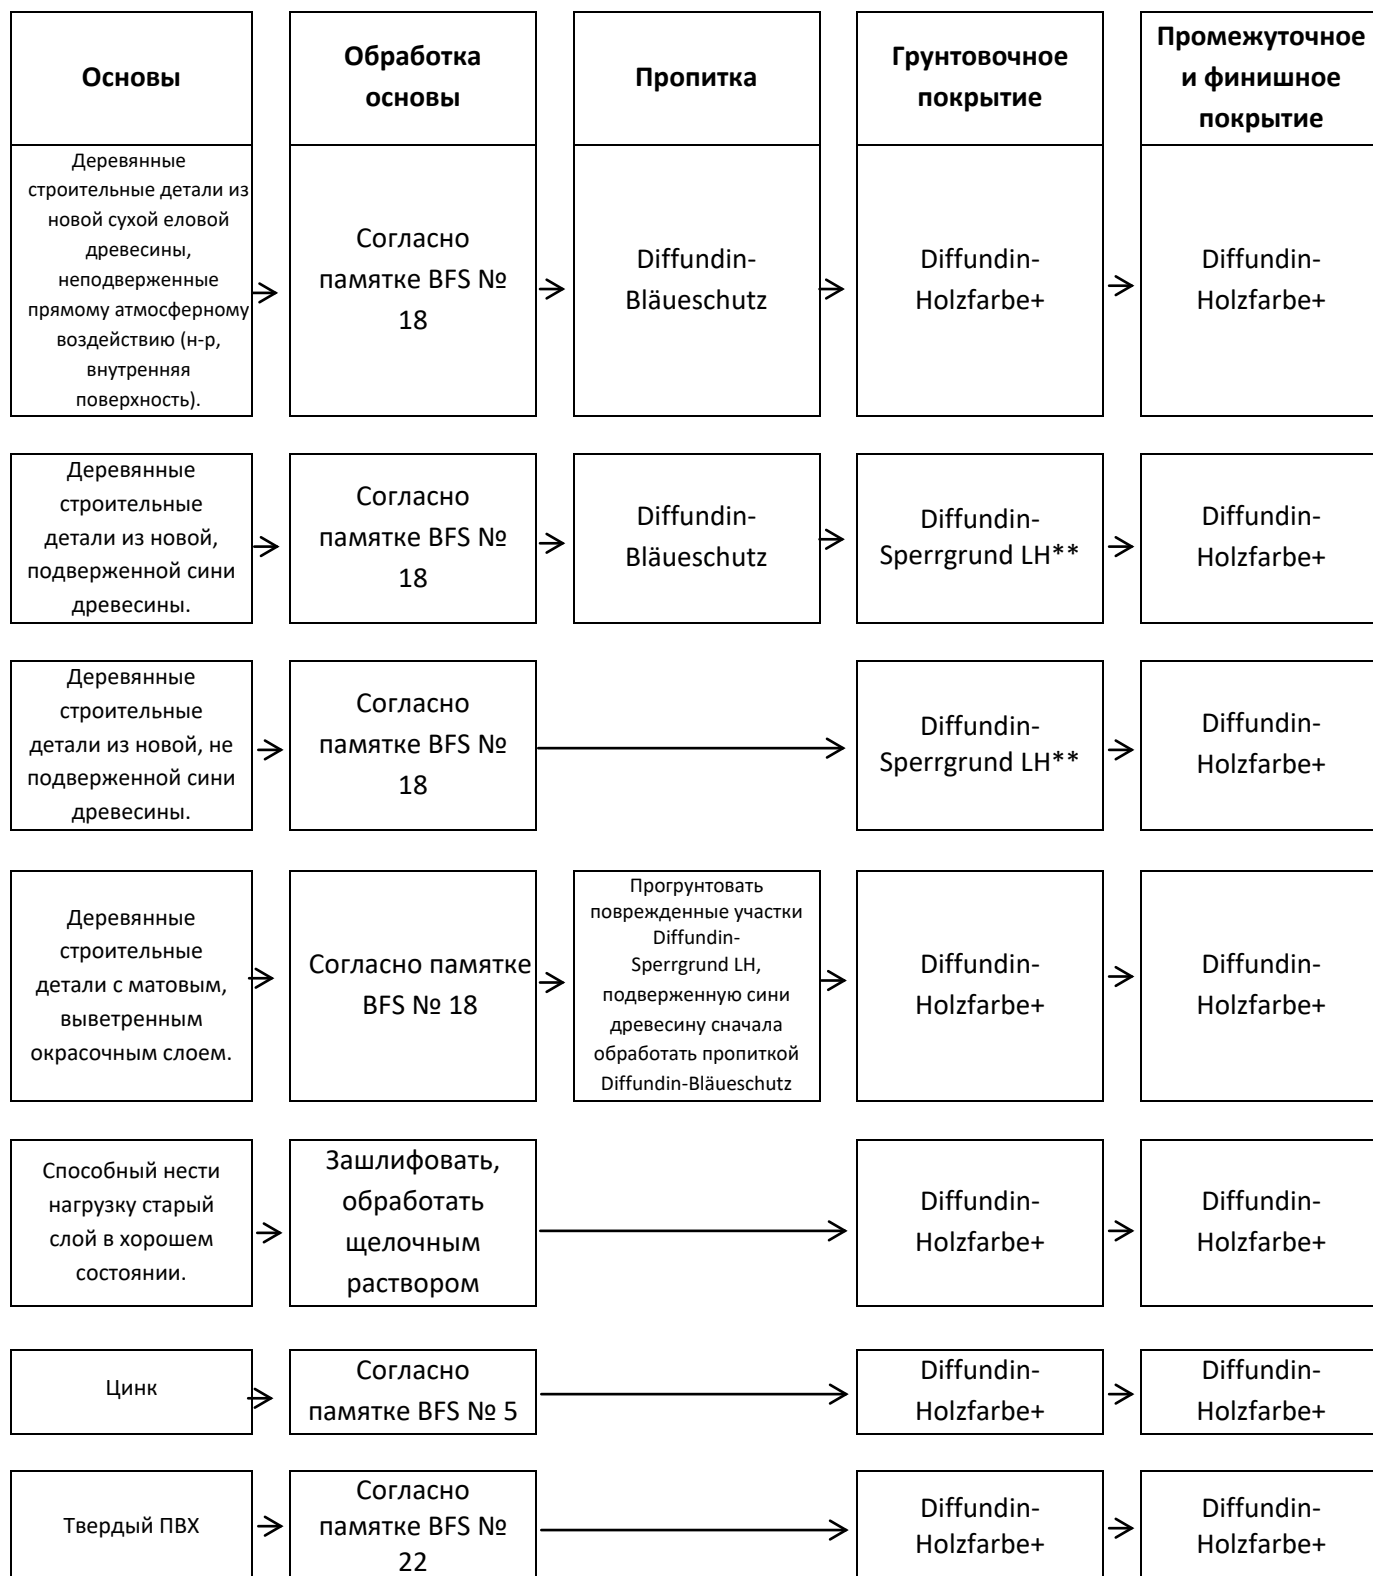 Основы
Обработка
основы
Пропитка
Грунтовочное
покрытие
Промежуточное
и финишное
покрытие
Деревянные
строительные детали из
новой сухой еловой
древесины,
неподверженные
прямому атмосферному
воздействию (н-р,
внутренняя
поверхность).
Согласно
памятке BFS №
18
Diffundin-
Bläueschutz
Diffundin-
Holzfarbe+
Diffundin-
Holzfarbe+
Деревянные
строительные
детали из новой,
подверженной сини
древесины.
Согласно
памятке BFS №
18
Diffundin-
Bläueschutz
Diffundin-
Sperrgrund LH**
Diffundin-
Holzfarbe+
Деревянные
строительные
детали из новой, не
подверженной сини
древесины.
Согласно
памятке BFS №
18
Diffundin-
Sperrgrund LH**
Diffundin-
Holzfarbe+
Деревянные
строительные
детали с матовым,
выветренным
окрасочным слоем.
Согласно памятке
BFS № 18
Прогрунтовать
поврежденные участки
Diffundin-
Sperrgrund LH,
подверженную сини
древесину сначала
обработать пропиткой
Diffundin-Bläueschutz
Diffundin-
Holzfarbe+
Diffundin-
Holzfarbe+
Способный нести
нагрузку старый
слой в хорошем
состоянии.
Зашлифовать,
обработать
щелочным
раствором
Diffundin-
Holzfarbe+
Diffundin-
Holzfarbe+
Цинк
Согласно
памятке BFS № 5
Diffundin-
Holzfarbe+
Diffundin-
Holzfarbe+
Твердый ПВХ
Согласно
памятке BFS №
22
Diffundin-
Holzfarbe+
Diffundin-
Holzfarbe+